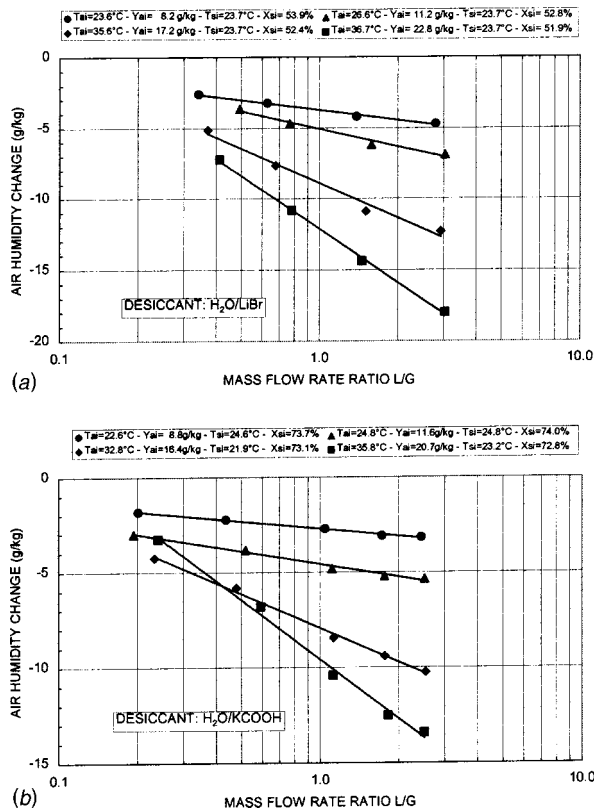 ● Tai=23.6°C - Yai= 8.2 g/kg - Tsi=23.7°C - Xsi= 53.9% ▲ Tai=26.6°C - Yai= 11.2 g/kg - Tsi=23.7°C - Xsi= 52.8%
◆ Tai=35.6°C - Yai= 17.2 g/kg - Tsi=23.7°C - Xsi= 52.4% ■ Tai=36.7°C - Yai= 22.8 g/kg - Tsi=23.7°C - Xsi= 51.9%
0
-5
-10
-15
-20
AIR HUMIDITY CHANGE (g/kg)
DESICCANT: H₂O/LiBr
0.1 1.0 10.0
MASS FLOW RATE RATIO L/G
(a)
● Tai=22.6°C - Yai= 8.8g/kg - Tsi=24.6°C - Xsi=73.7% ▲ Tai=24.8°C - Yai=11.6g/kg - Tsi=24.8°C - Xsi=74.0%
◆ Tai=32.8°C - Yai=16.4g/kg - Tsi=21.9°C - Xsi=73.1% ■ Tai=35.8°C - Yai=20.7g/kg - Tsi=23.2°C - Xsi=72.8%
0
-5
-10
-15
AIR HUMIDITY CHANGE (g/kg)
DESICCANT: H₂O/KCOOH
0.1 1.0 10.0
MASS FLOW RATE RATIO L/G
(b)